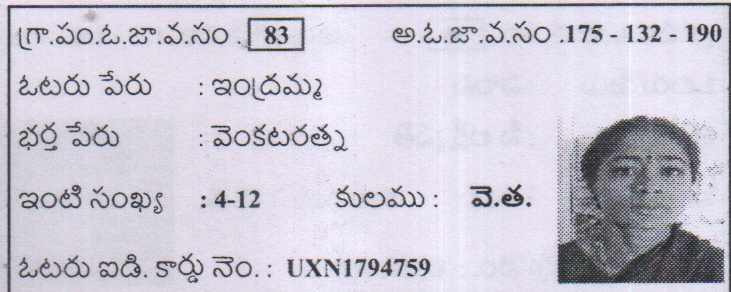 గ్రా.పం.ఓ.జా.వ.సం. 83 అ.ఓ.జా.వ.సం .175 - 132 - 190
ఓటరు పేరు : ఇంద్రమ్మ
భర్త పేరు : వెంకటరత్న
ఇంటి సంఖ్య : 4-12 కులము : వె.త.
ఓటరు ఐడి. కార్డు నెం. : UXN1794759